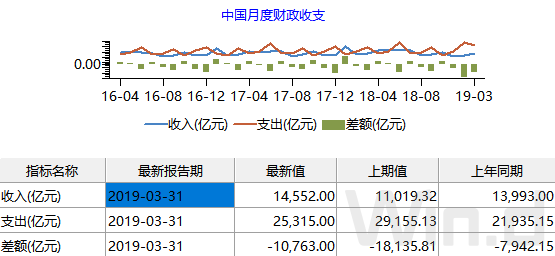 中国月度财政收支
0.00
16-04 16-08 16-12 17-04 17-08 17-12 18-04 18-08 19-03
收入(亿元) 支出(亿元) 差额(亿元)
指标名称 最新报告期 最新值 上期值 上年同期
收入(亿元) 2019-03-31 14,552.00 11,019.32 13,993.00
支出(亿元) 2019-03-31 25,315.00 29,155.13 21,935.15
差额(亿元) 2019-03-31 -10,763.00 -18,135.81 -7,942.15
Win.d